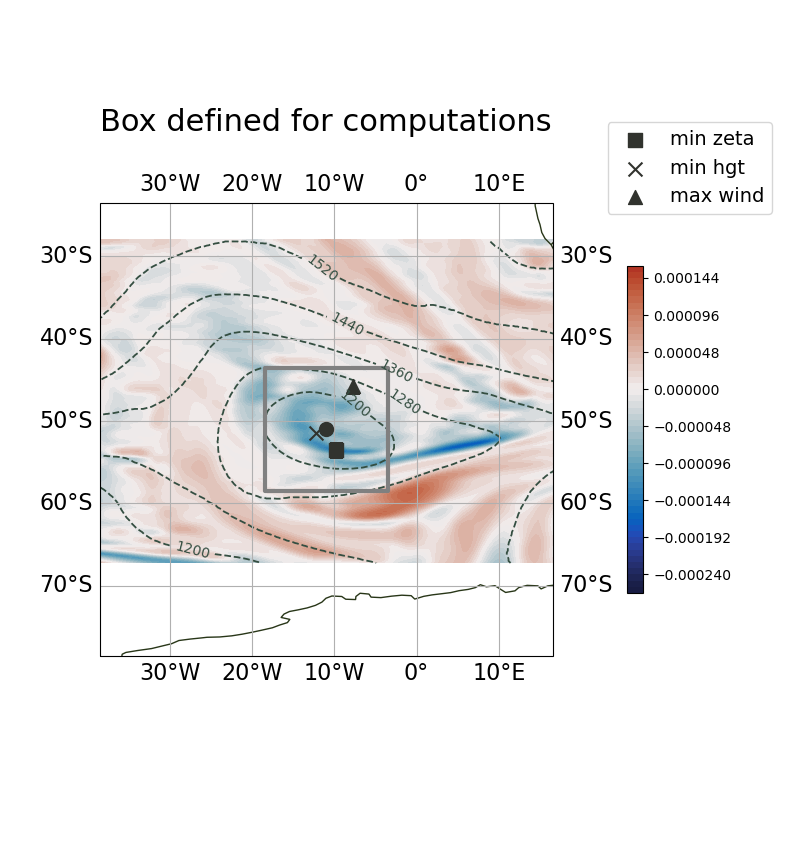 Box defined for computations
min zeta
min hgt
max wind
30°W 20°W 10°W 0° 10°E
30°S 30°S
40°S 40°S
50°S 50°S
60°S 60°S
70°S 70°S
1520
1440
1360
1280
1200
1200
30°W 20°W 10°W 0° 10°E
0.000144
0.000096
0.000048
0.000000
−0.000048
−0.000096
−0.000144
−0.000192
−0.000240